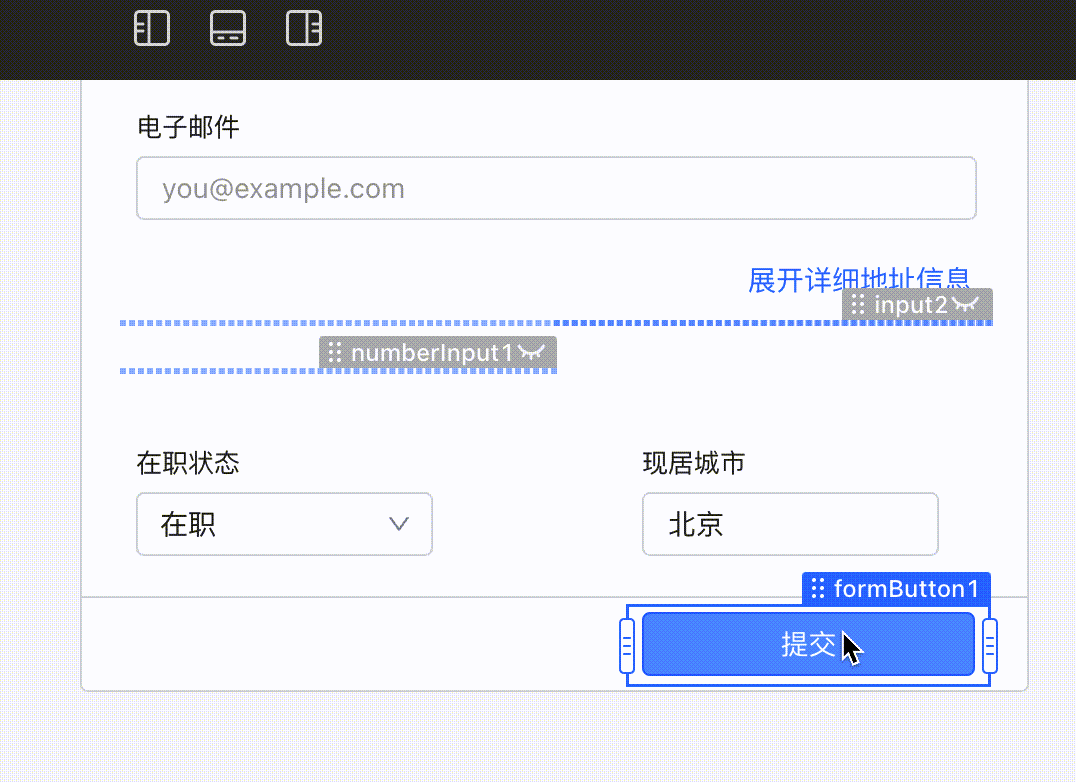 电子邮件
you@example.com
展开详细地址信息
input2
numberInput1
在职状态
现居城市
在职
北京
formButton1
提交